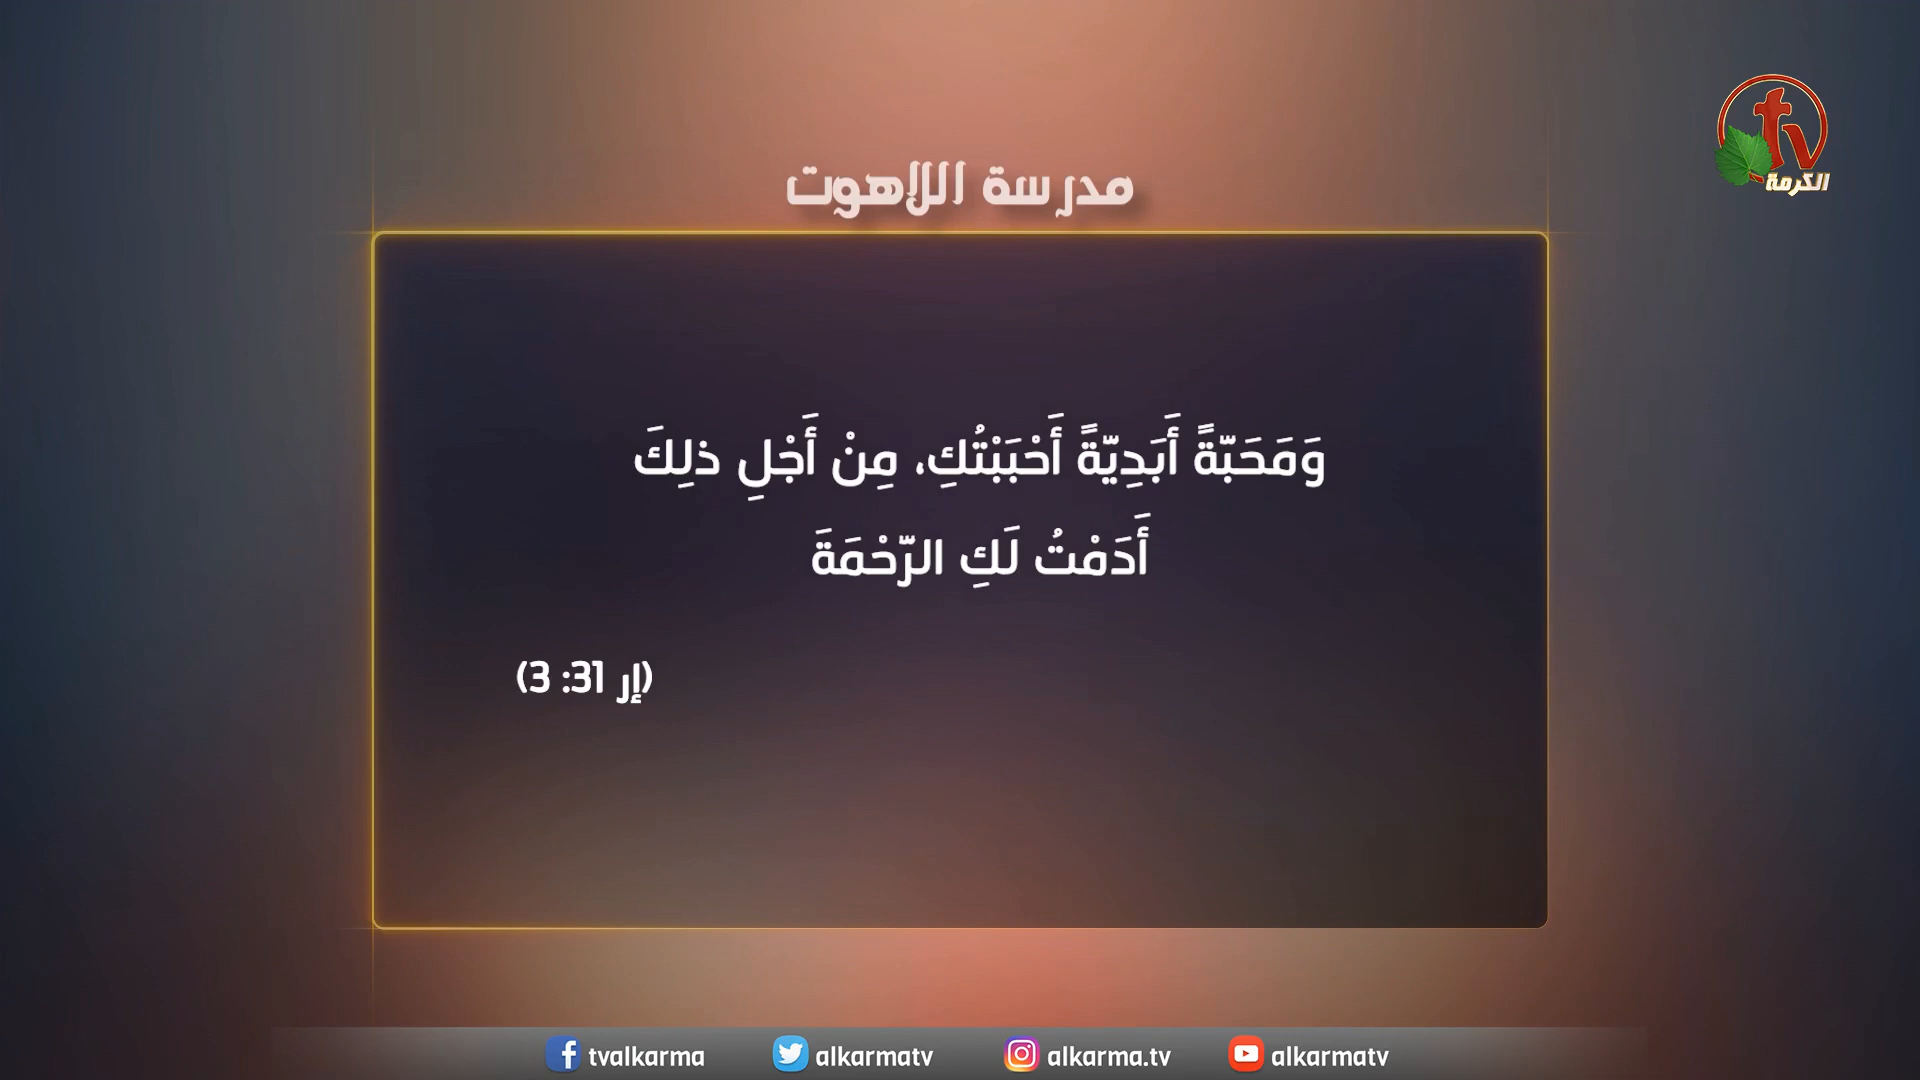 tv
الكرمة
مدرسة اللاهوت
وَمَحَبّةً أَبَدِيّةً أَحْبَبْتُكِ، مِنْ أَجْلِ ذلِكَ
أَدَمْتُ لَكِ الرّحْمَةَ
(إر 31: 3)
tvalkarma alkarmatv alkarma.tv alkarmatv